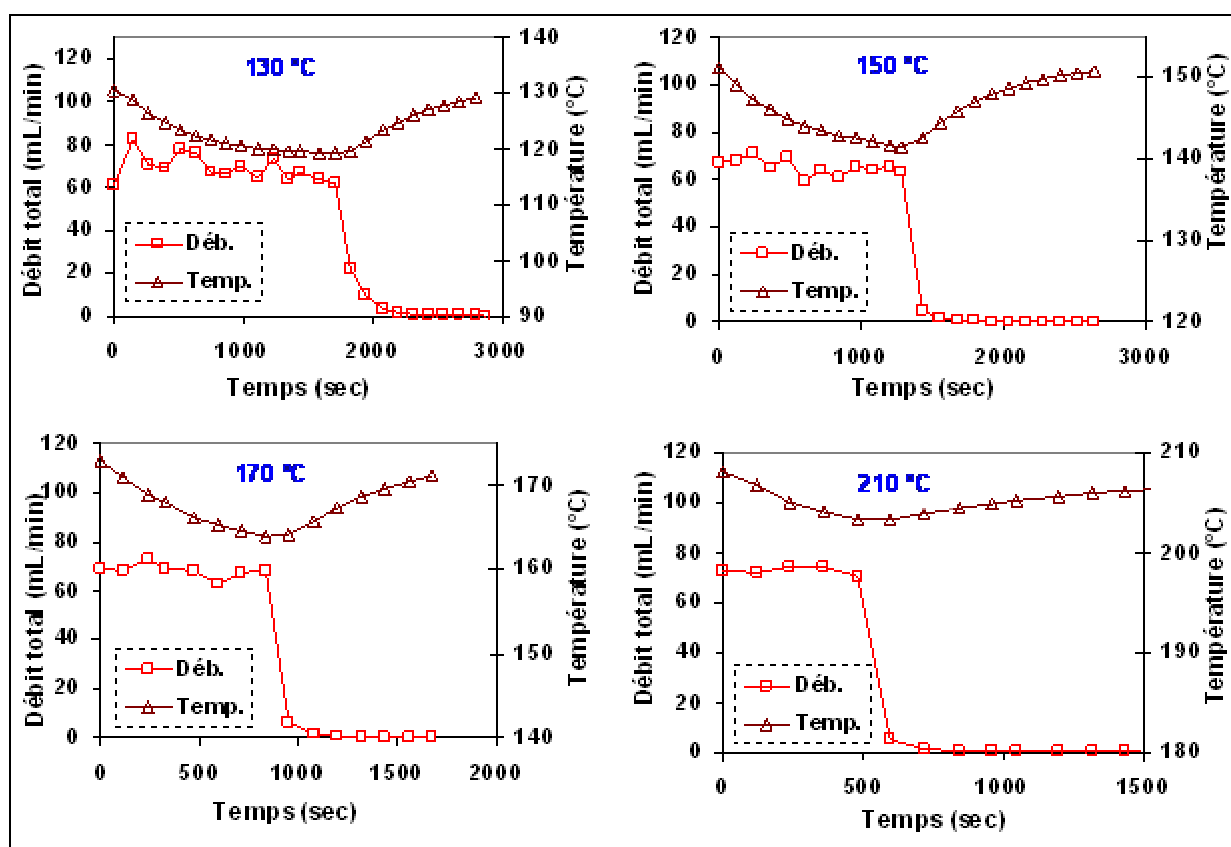 130 °C
Débit total (mL/min)
120
100
80
60
40
20
0
140
130
120
110
100
90
Température (°C)
Déb.
Temp.
0
1000
2000
3000
Temps (sec)
150 °C
Débit total (mL/min)
120
100
80
60
40
20
0
150
140
130
120
Température (°C)
Déb.
Temp.
0
1000
2000
3000
Temps (sec)
170 °C
Débit total (mL/min)
120
100
80
60
40
20
0
170
160
150
140
Température (°C)
Déb.
Temp.
0
500
1000
1500
2000
Temps (sec)
210 °C
Débit total (mL/min)
120
100
80
60
40
20
0
210
200
190
180
Température (°C)
Déb.
Temp.
0
500
1000
1500
Temps (sec)